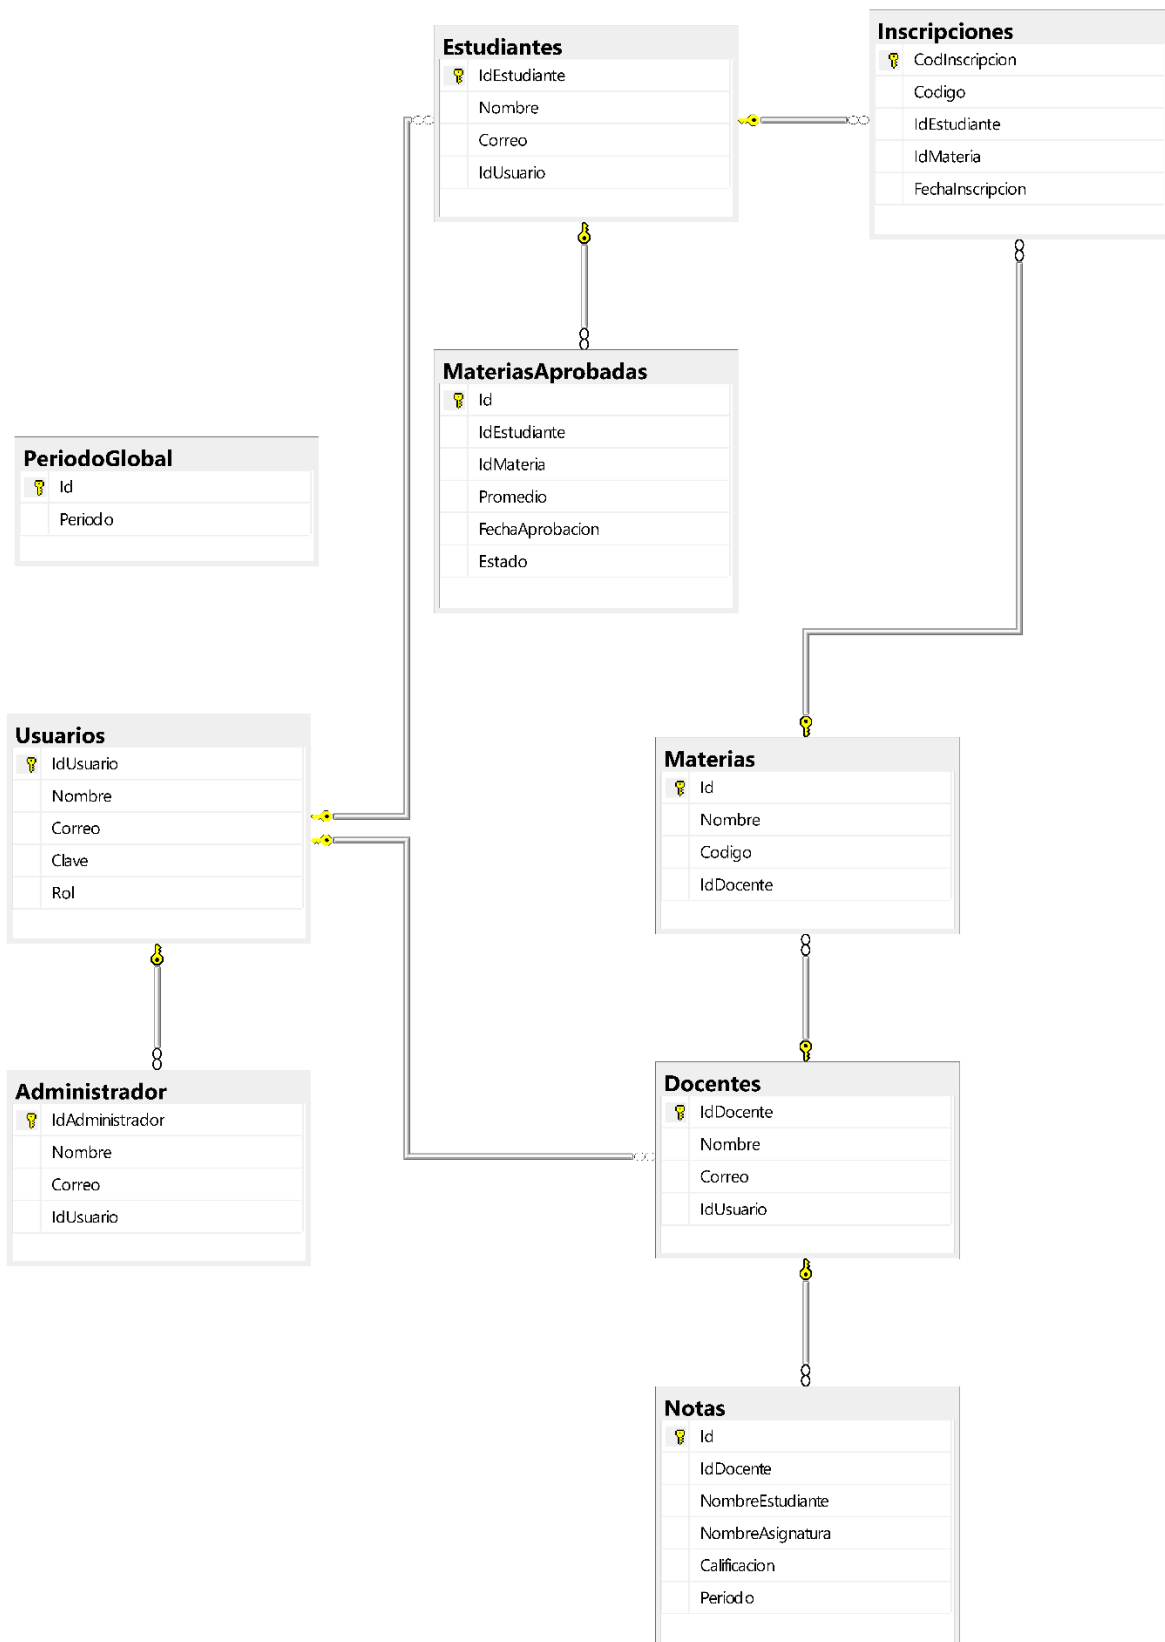 Estudiantes
IdEstudiante
Nombre
Correo
IdUsuario
Inscripciones
CodInscripcion
Codigo
IdEstudiante
IdMateria
FechaInscripcion
MateriasAprobadas
Id
IdEstudiante
IdMateria
Promedio
FechaAprobacion
Estado
PeriodoGlobal
Id
Periodo
Usuarios
IdUsuario
Nombre
Correo
Clave
Rol
Materias
Id
Nombre
Codigo
IdDocente
Administrador
IdAdministrador
Nombre
Correo
IdUsuario
Docentes
IdDocente
Nombre
Correo
IdUsuario
Notas
Id
IdDocente
NombreEstudiante
NombreAsignatura
Calificacion
Periodo